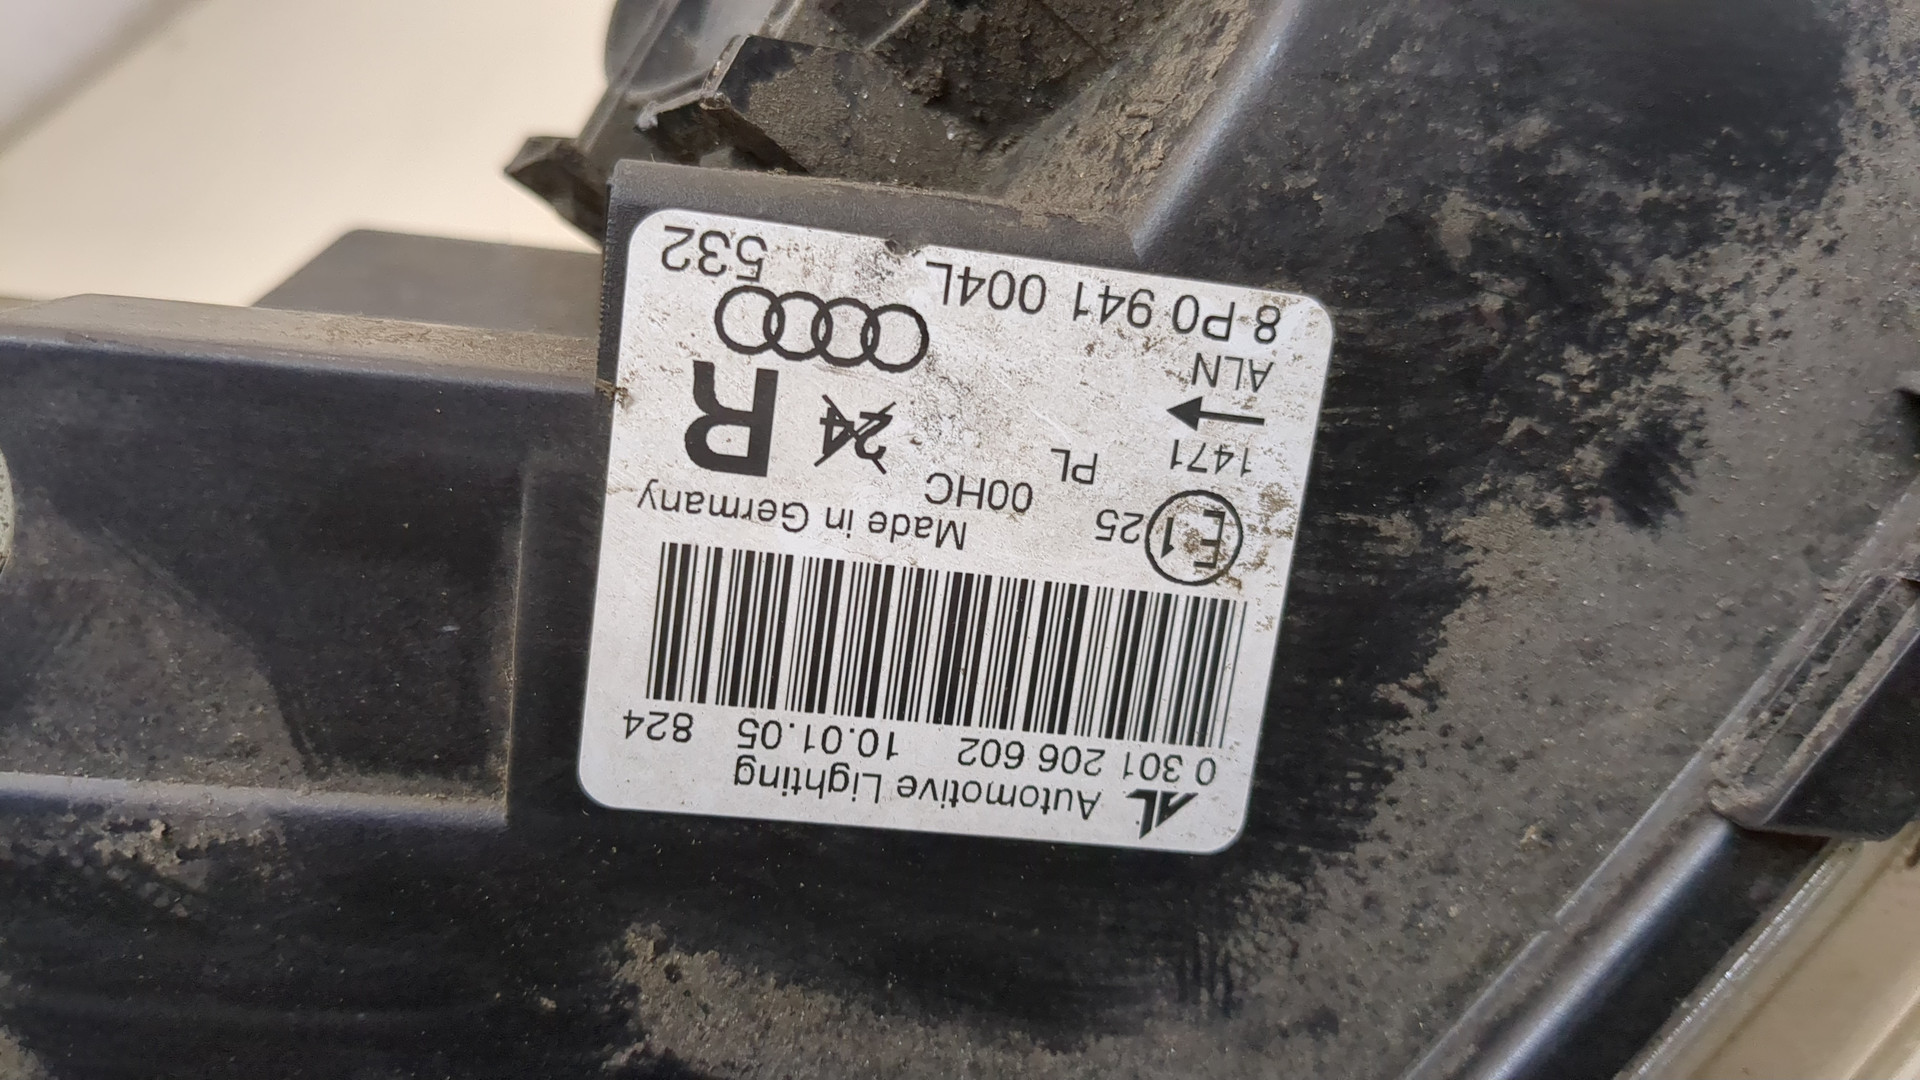 AL Automotive Lighting
0 301 206 602 10.01.05 824
E1 25 00HC Made in Germany
1471 PL 24 R
ALN
8 P0 941 004L 532